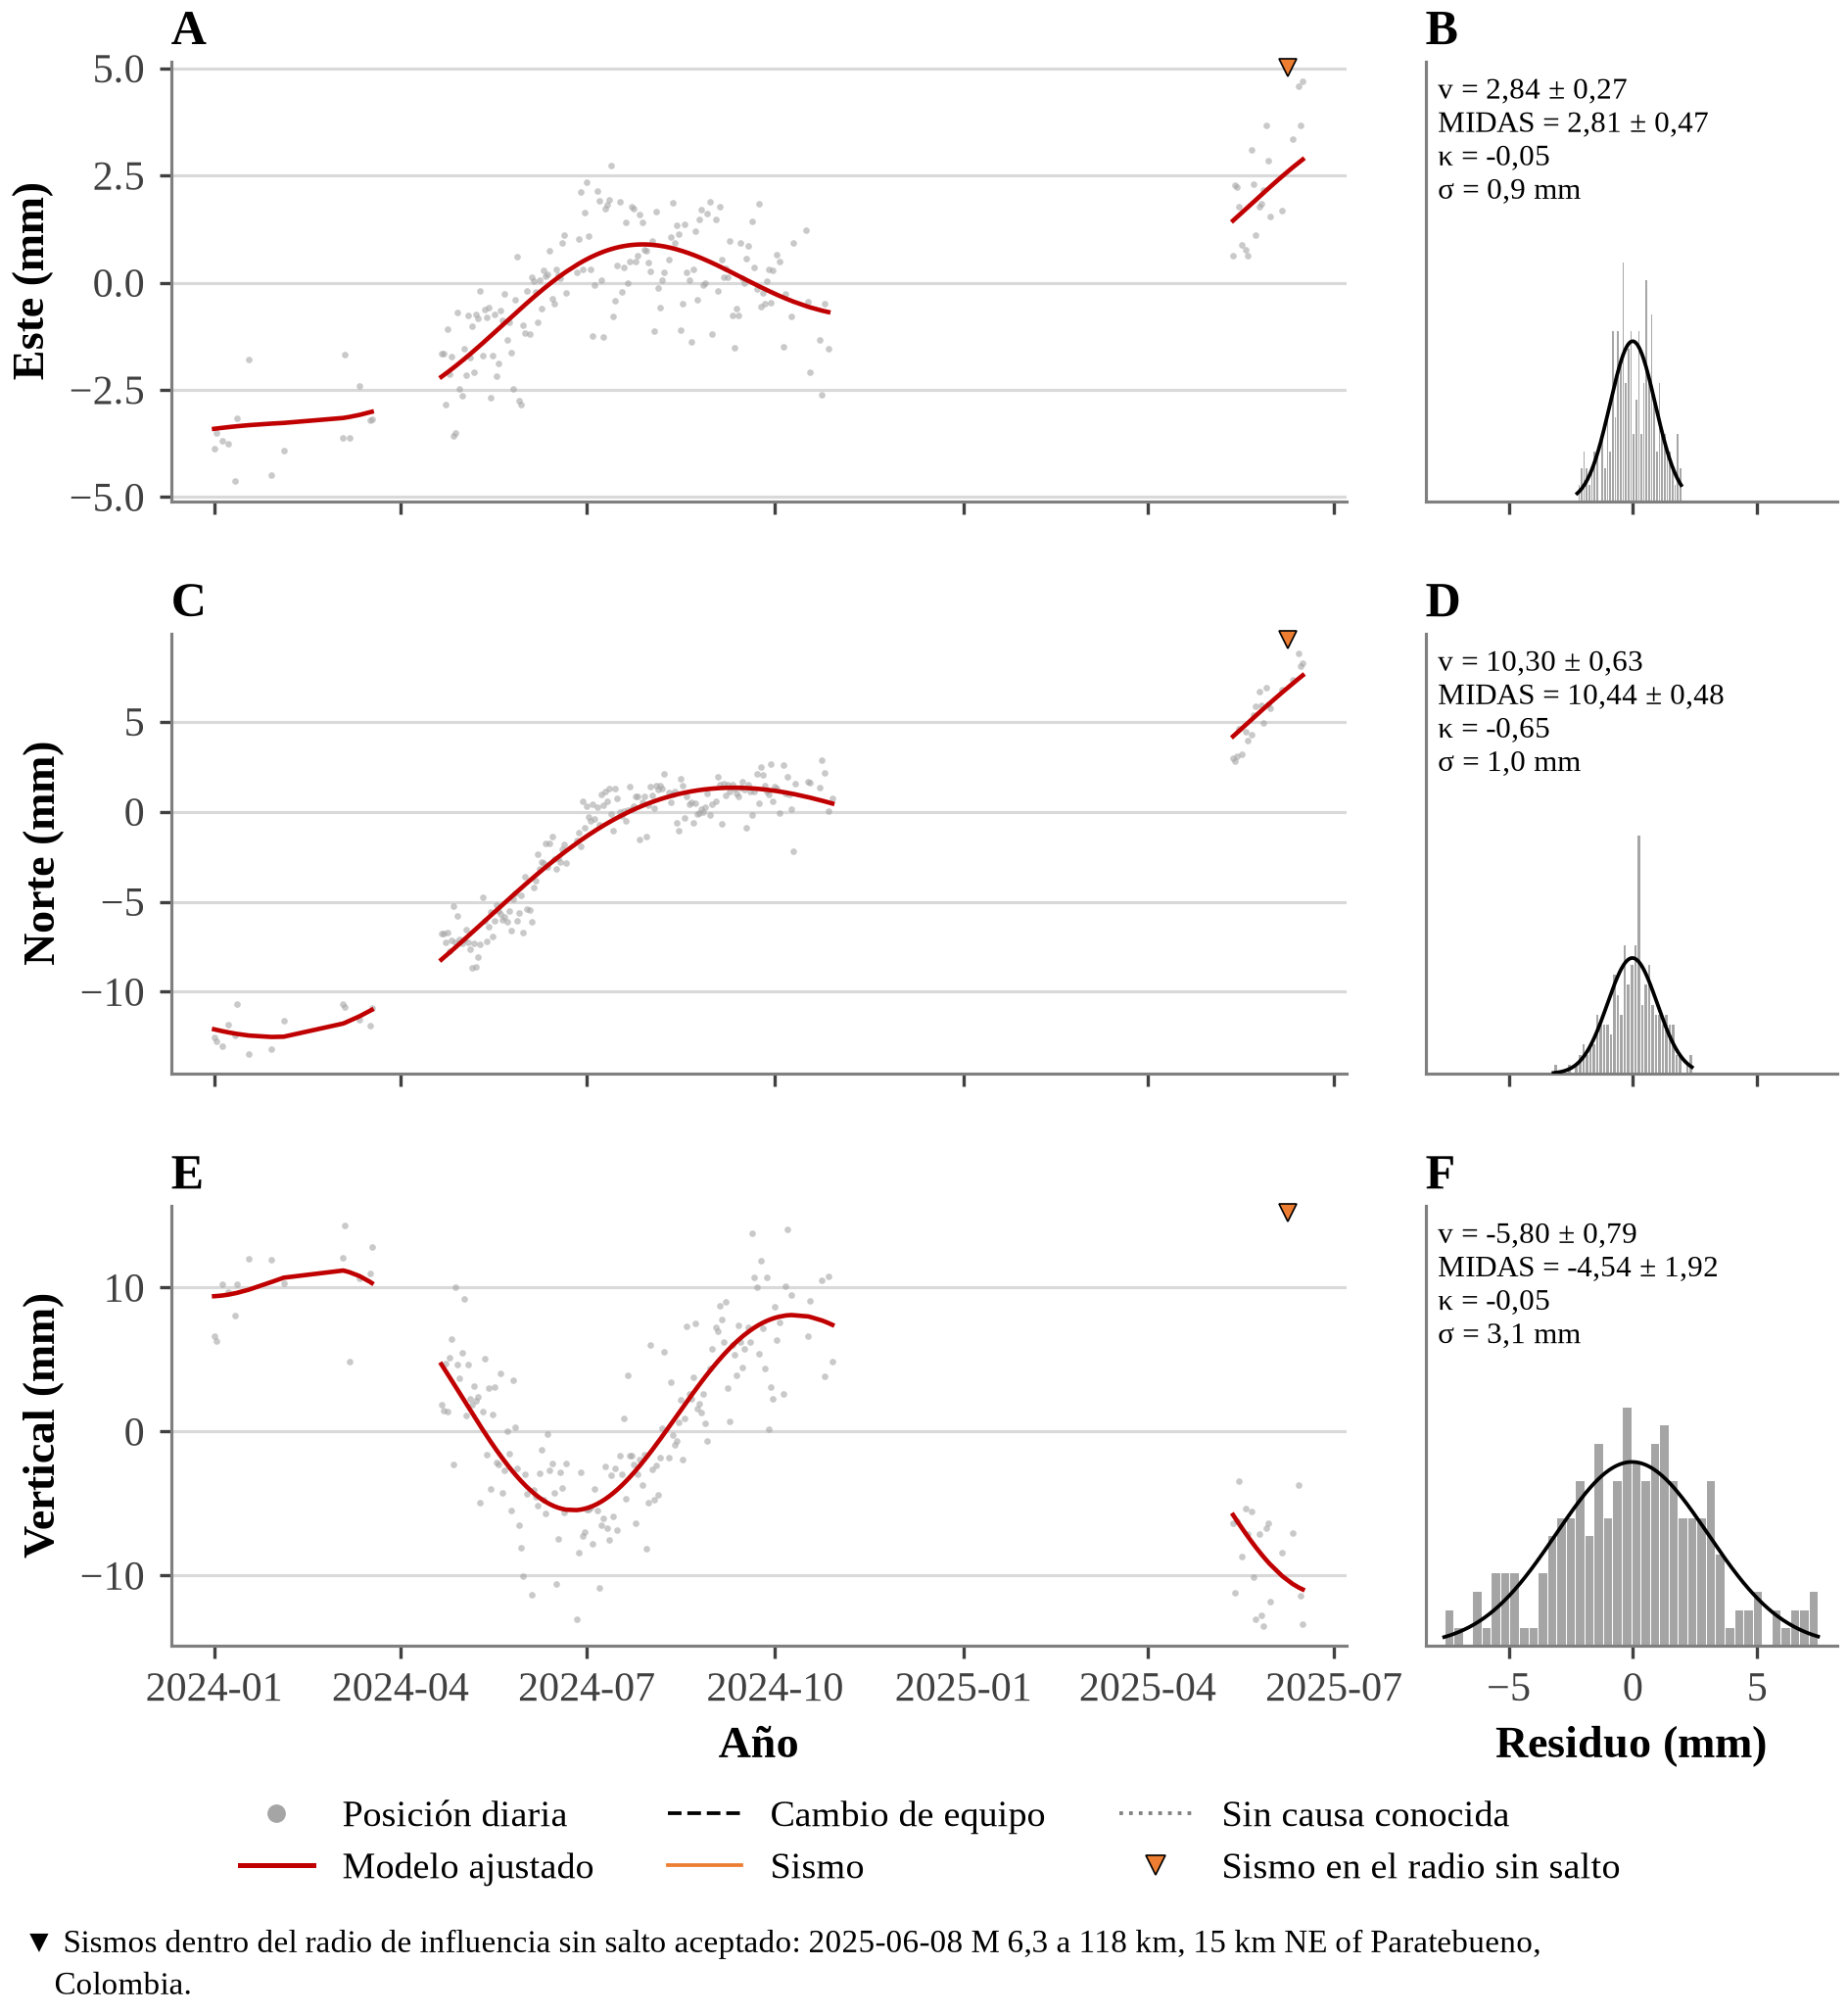 A
B
5.0
2.5
0.0
−2.5
−5.0
Este (mm)
v = 2,84 ± 0,27
MIDAS = 2,81 ± 0,47
κ = -0,05
σ = 0,9 mm
C
D
5
0
−5
−10
Norte (mm)
v = 10,30 ± 0,63
MIDAS = 10,44 ± 0,48
κ = -0,65
σ = 1,0 mm
E
F
10
0
−10
Vertical (mm)
v = -5,80 ± 0,79
MIDAS = -4,54 ± 1,92
κ = -0,05
σ = 3,1 mm
2024-01 2024-04 2024-07 2024-10 2025-01 2025-04 2025-07
−5 0 5
Año
Residuo (mm)
Posición diaria
Cambio de equipo
Sin causa conocida
Modelo ajustado
Sismo
Sismo en el radio sin salto
▼ Sismos dentro del radio de influencia sin salto aceptado: 2025-06-08 M 6,3 a 118 km, 15 km NE of Paratebueno,
Colombia.